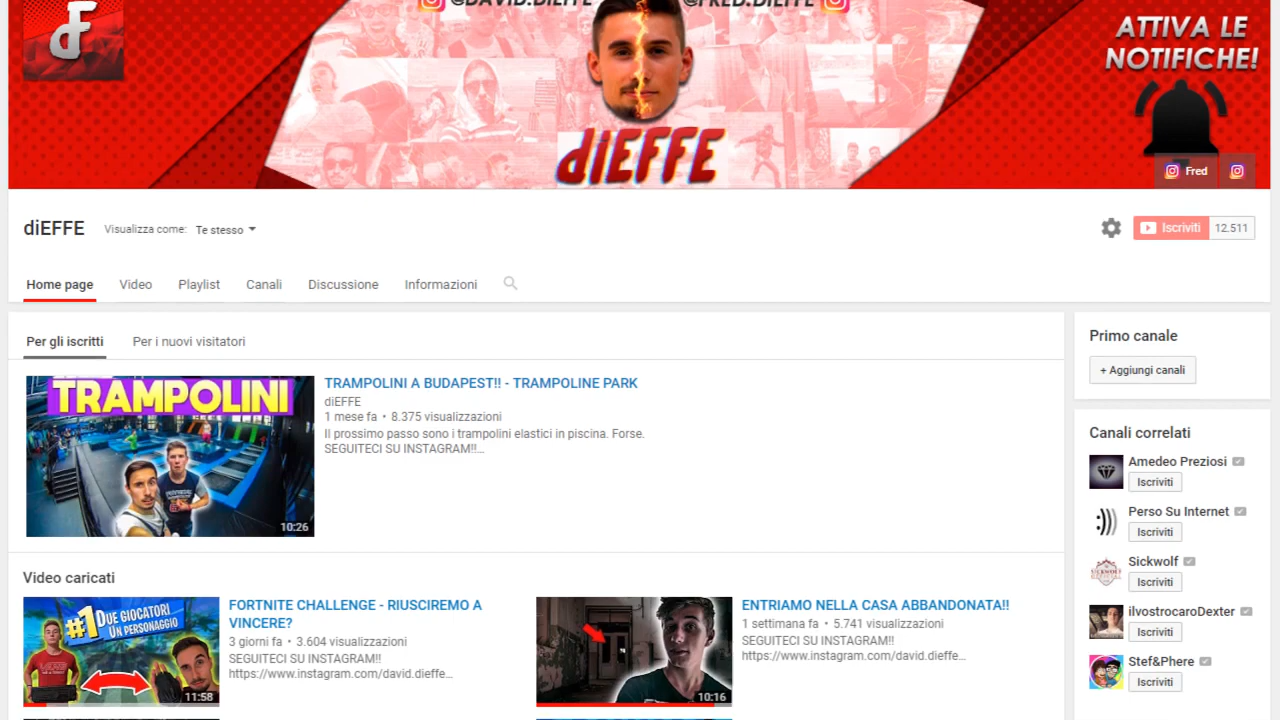 @DAVID.DIEFFE
@FRED.DIEFFE
ATTIVA LE
NOTIFICHE!
dF
diEFFE
Fred
diEFFE
Visualizza come: Te stesso
Iscriviti 12.511
Home page Video Playlist Canali Discussione Informazioni
Per gli iscritti Per i nuovi visitatori
TRAMPOLINI
10:26
TRAMPOLINI A BUDAPEST!! - TRAMPOLINE PARK
diEFFE
1 mese fa • 8.375 visualizzazioni
Il prossimo passo sono i trampolini elastici in piscina. Forse.
SEGUITECI SU INSTAGRAM!!...
Video caricati
#1 DUE GIOCATORI
UN PERSONAGGIO
11:58
FORTNITE CHALLENGE - RIUSCIREMO A
VINCERE?
3 giorni fa • 3.604 visualizzazioni
SEGUITECI SU INSTAGRAM!!
https://www.instagram.com/david.dieffe...
10:16
ENTRIAMO NELLA CASA ABBANDONATA!!
1 settimana fa • 5.741 visualizzazioni
SEGUITECI SU INSTAGRAM!!
https://www.instagram.com/david.dieffe...
Primo canale
+ Aggiungi canali
Canali correlati
Amedeo Preziosi
Iscriviti
Perso Su Internet
Iscriviti
Sickwolf
Iscriviti
ilvostrocaroDexter
Iscriviti
Stef&Phere
Iscriviti